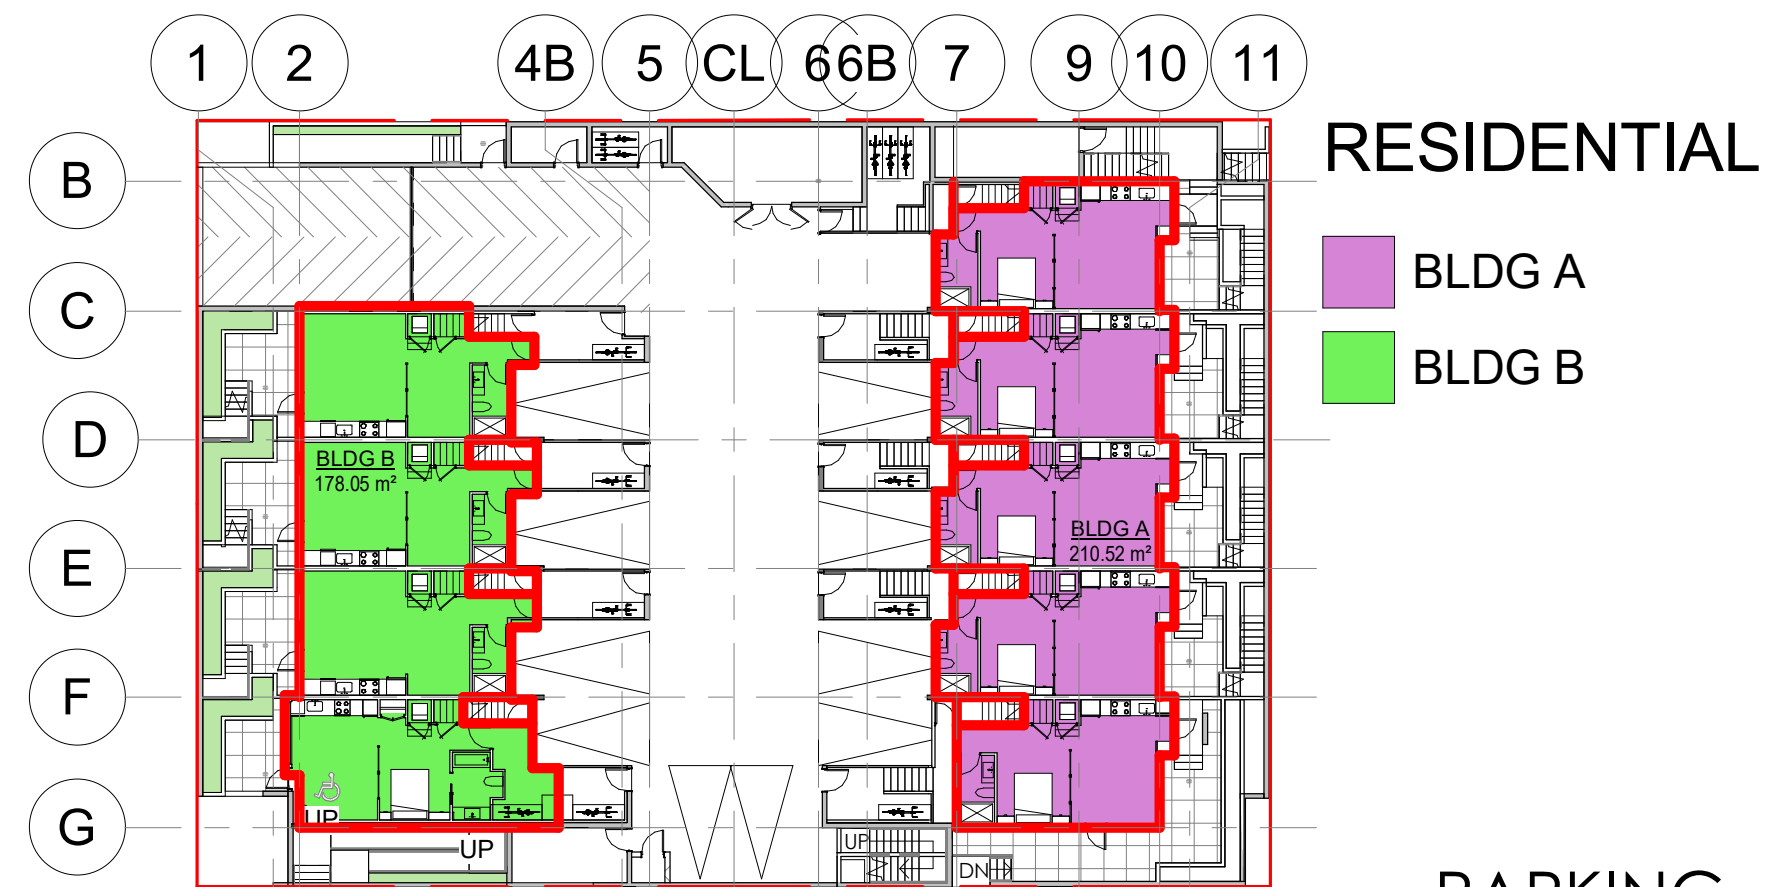 1 2 4B 5 CL 6 6B 7 9 10 11
B
RESIDENTIAL
BLDG A
C
BLDG B
D
BLDG B
178.05 m²
BLDG A
210.52 m²
E
F
UP
G
UP
UP
DN
PARKING